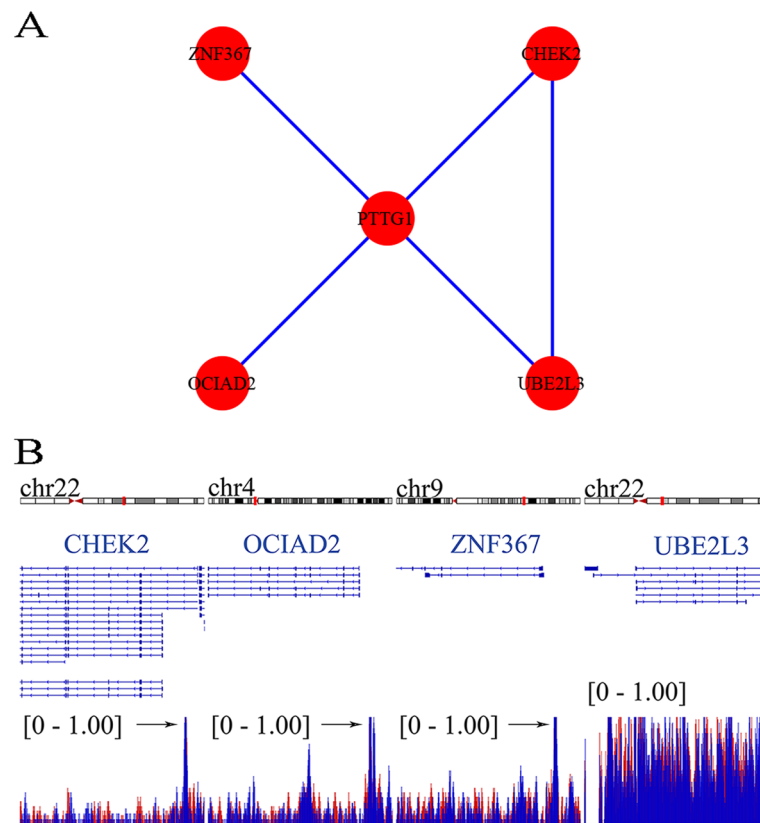 A
ZNF367
CHEK2
PTTG1
OCIAD2
UBE2L3
B
chr22 chr4 chr9 chr22
CHEK2 OCIAD2 ZNF367 UBE2L3
[0 - 1.00]
[0 - 1.00] [0 - 1.00] [0 - 1.00]